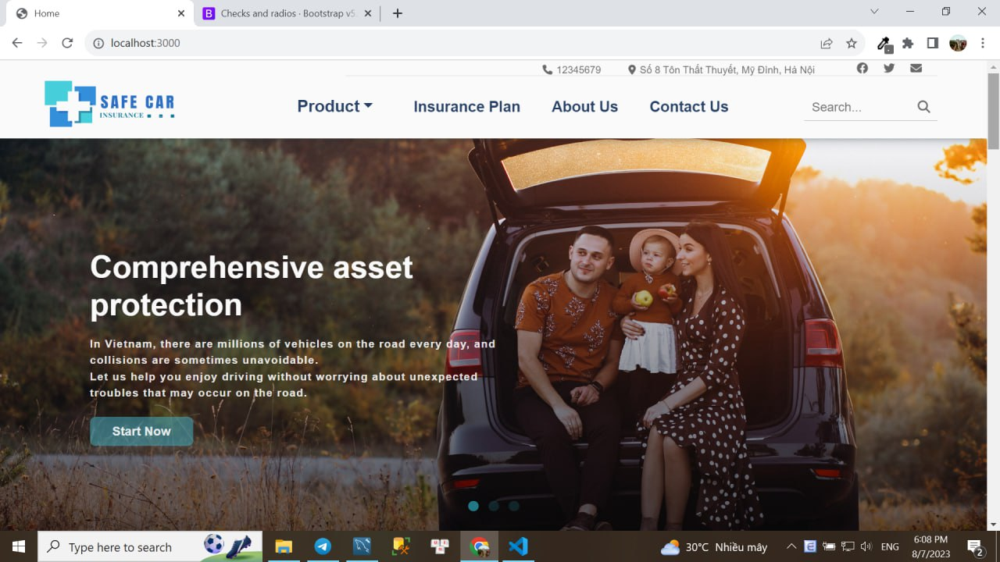 Home
Checks and radios · Bootstrap v5.
localhost:3000
12345679
Số 8 Tôn Thất Thuyết, Mỹ Đình, Hà Nội
SAFE CAR
INSURANCE
Product
Insurance Plan
About Us
Contact Us
Search...
Comprehensive asset
protection
In Vietnam, there are millions of vehicles on the road every day, and
collisions are sometimes unavoidable.
Let us help you enjoy driving without worrying about unexpected
troubles that may occur on the road.
Start Now
Type here to search
30°C Nhiều mây
ENG
6:08 PM
8/7/2023
2